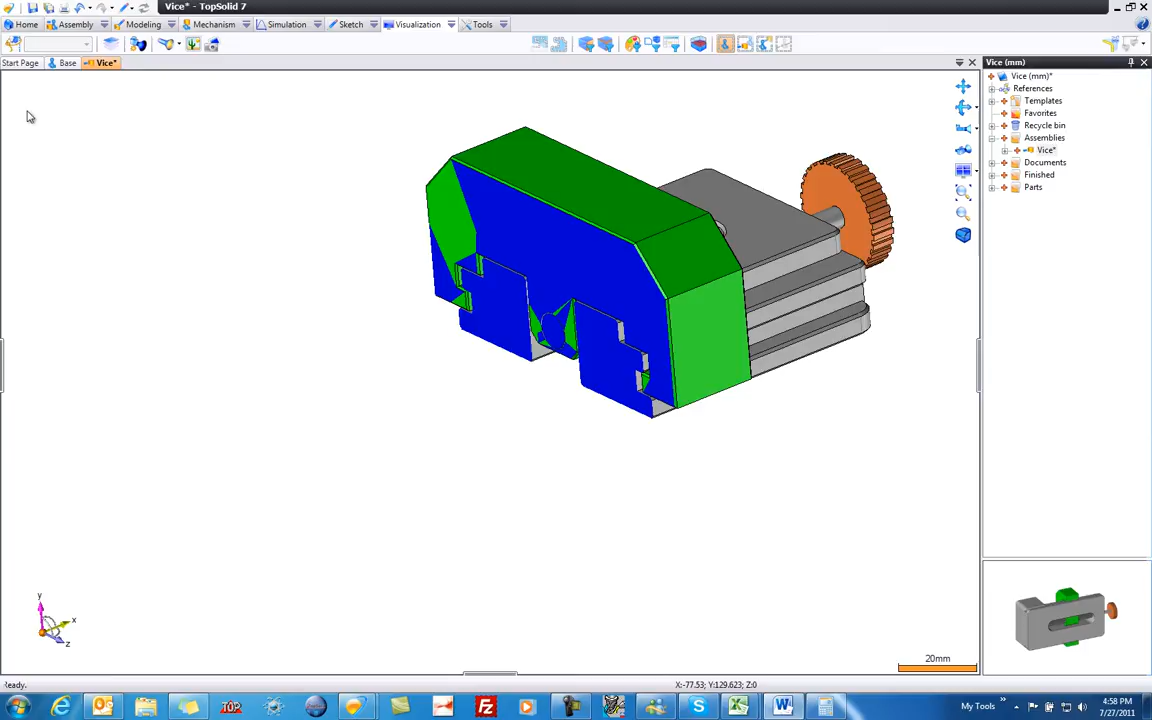 Vice* - TopSolid 7
Home
Assembly
Modeling
Mechanism
Simulation
Sketch
Visualization
Tools
Start Page
Base
Vice*
Vice (mm)
Vice (mm)*
References
Templates
Favorites
Recycle bin
Assemblies
Vice*
Documents
Finished
Parts
y
x
z
20mm
Ready.
X:-77.53; Y:129.623; Z:0
TOP
My Tools
4:58 PM
7/27/2011